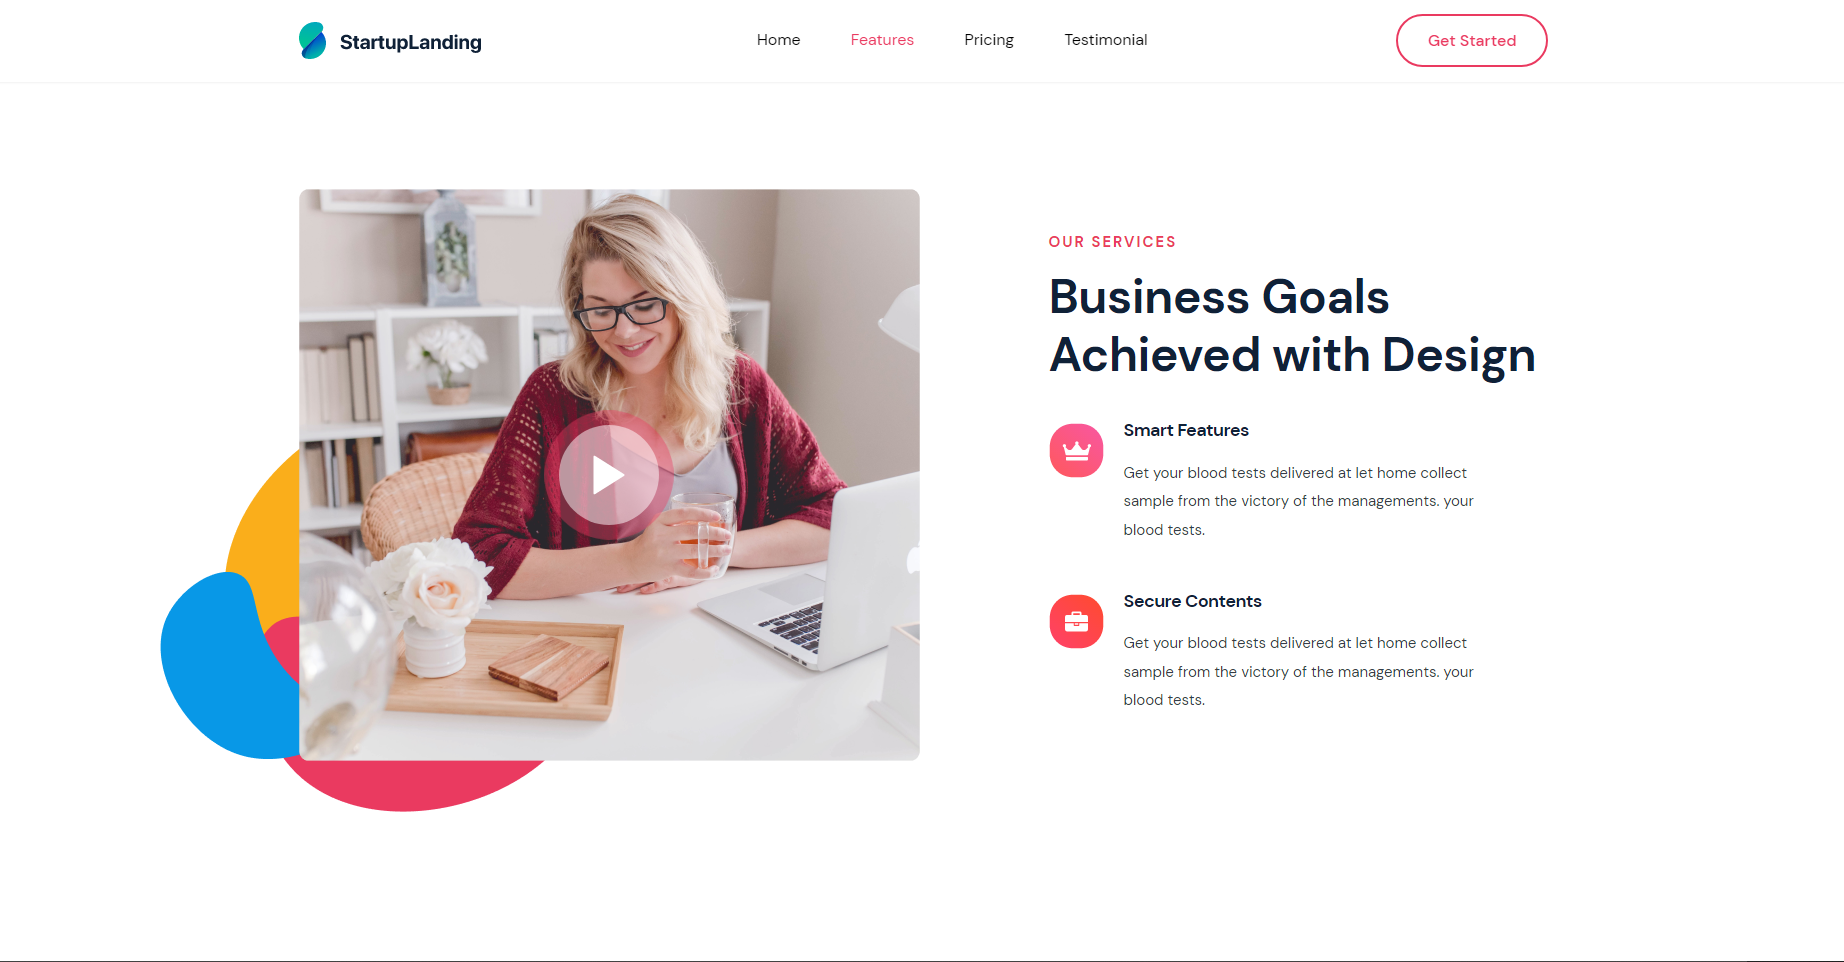 StartupLanding
Home
Features
Pricing
Testimonial
Get Started
OUR SERVICES
Business Goals
Achieved with Design
Smart Features
Get your blood tests delivered at let home collect
sample from the victory of the managements. your
blood tests.
Secure Contents
Get your blood tests delivered at let home collect
sample from the victory of the managements. your
blood tests.